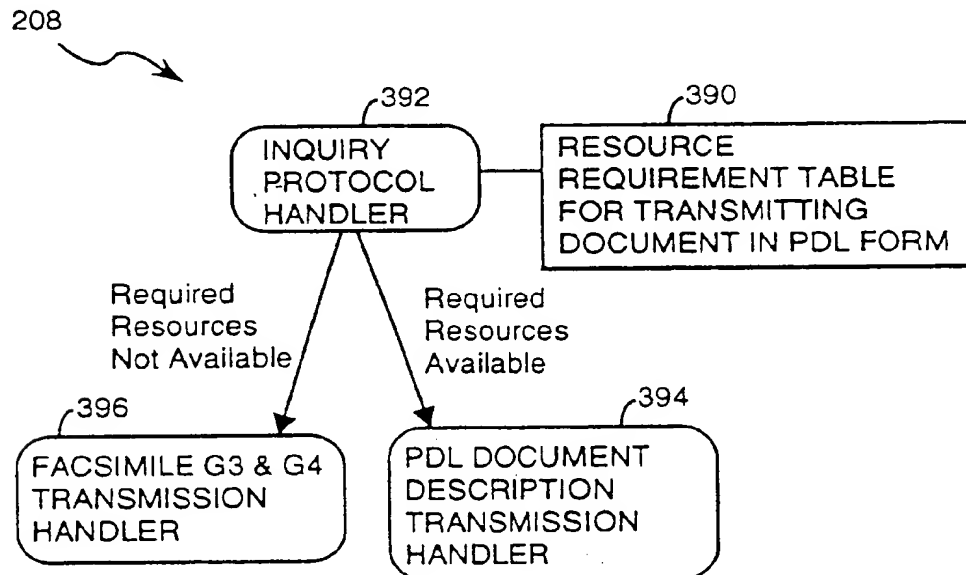 208
392
INQUIRY
PROTOCOL
HANDLER
390
RESOURCE
REQUIREMENT TABLE
FOR TRANSMITTING
DOCUMENT IN PDL FORM
Required
Resources
Not Available
Required
Resources
Available
396
FACSIMILE G3 & G4
TRANSMISSION
HANDLER
394
PDL DOCUMENT
DESCRIPTION
TRANSMISSION
HANDLER